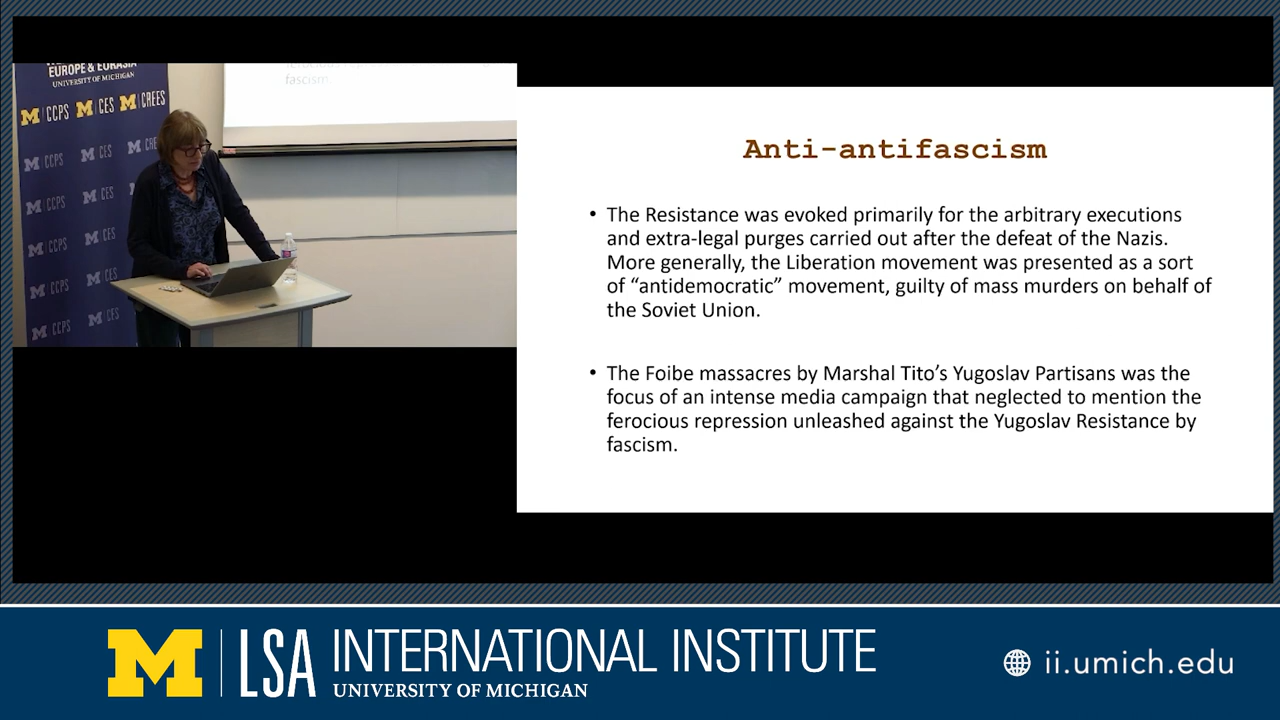 EUROPE & EURASIA
UNIVERSITY OF MICHIGAN
M CCPS M CES M CREES
M CCPS M CES M CREE
M CCPS M CES
M CCPS M CES
M CCPS M CES
M CCPS M CES
fascism
Anti-antifascism
• The Resistance was evoked primarily for the arbitrary executions
and extra-legal purges carried out after the defeat of the Nazis.
More generally, the Liberation movement was presented as a sort
of “antidemocratic” movement, guilty of mass murders on behalf of
the Soviet Union.
• The Foibe massacres by Marshal Tito’s Yugoslav Partisans was the
focus of an intense media campaign that neglected to mention the
ferocious repression unleashed against the Yugoslav Resistance by
fascism.
M LSA INTERNATIONAL INSTITUTE
UNIVERSITY OF MICHIGAN
ii.umich.edu